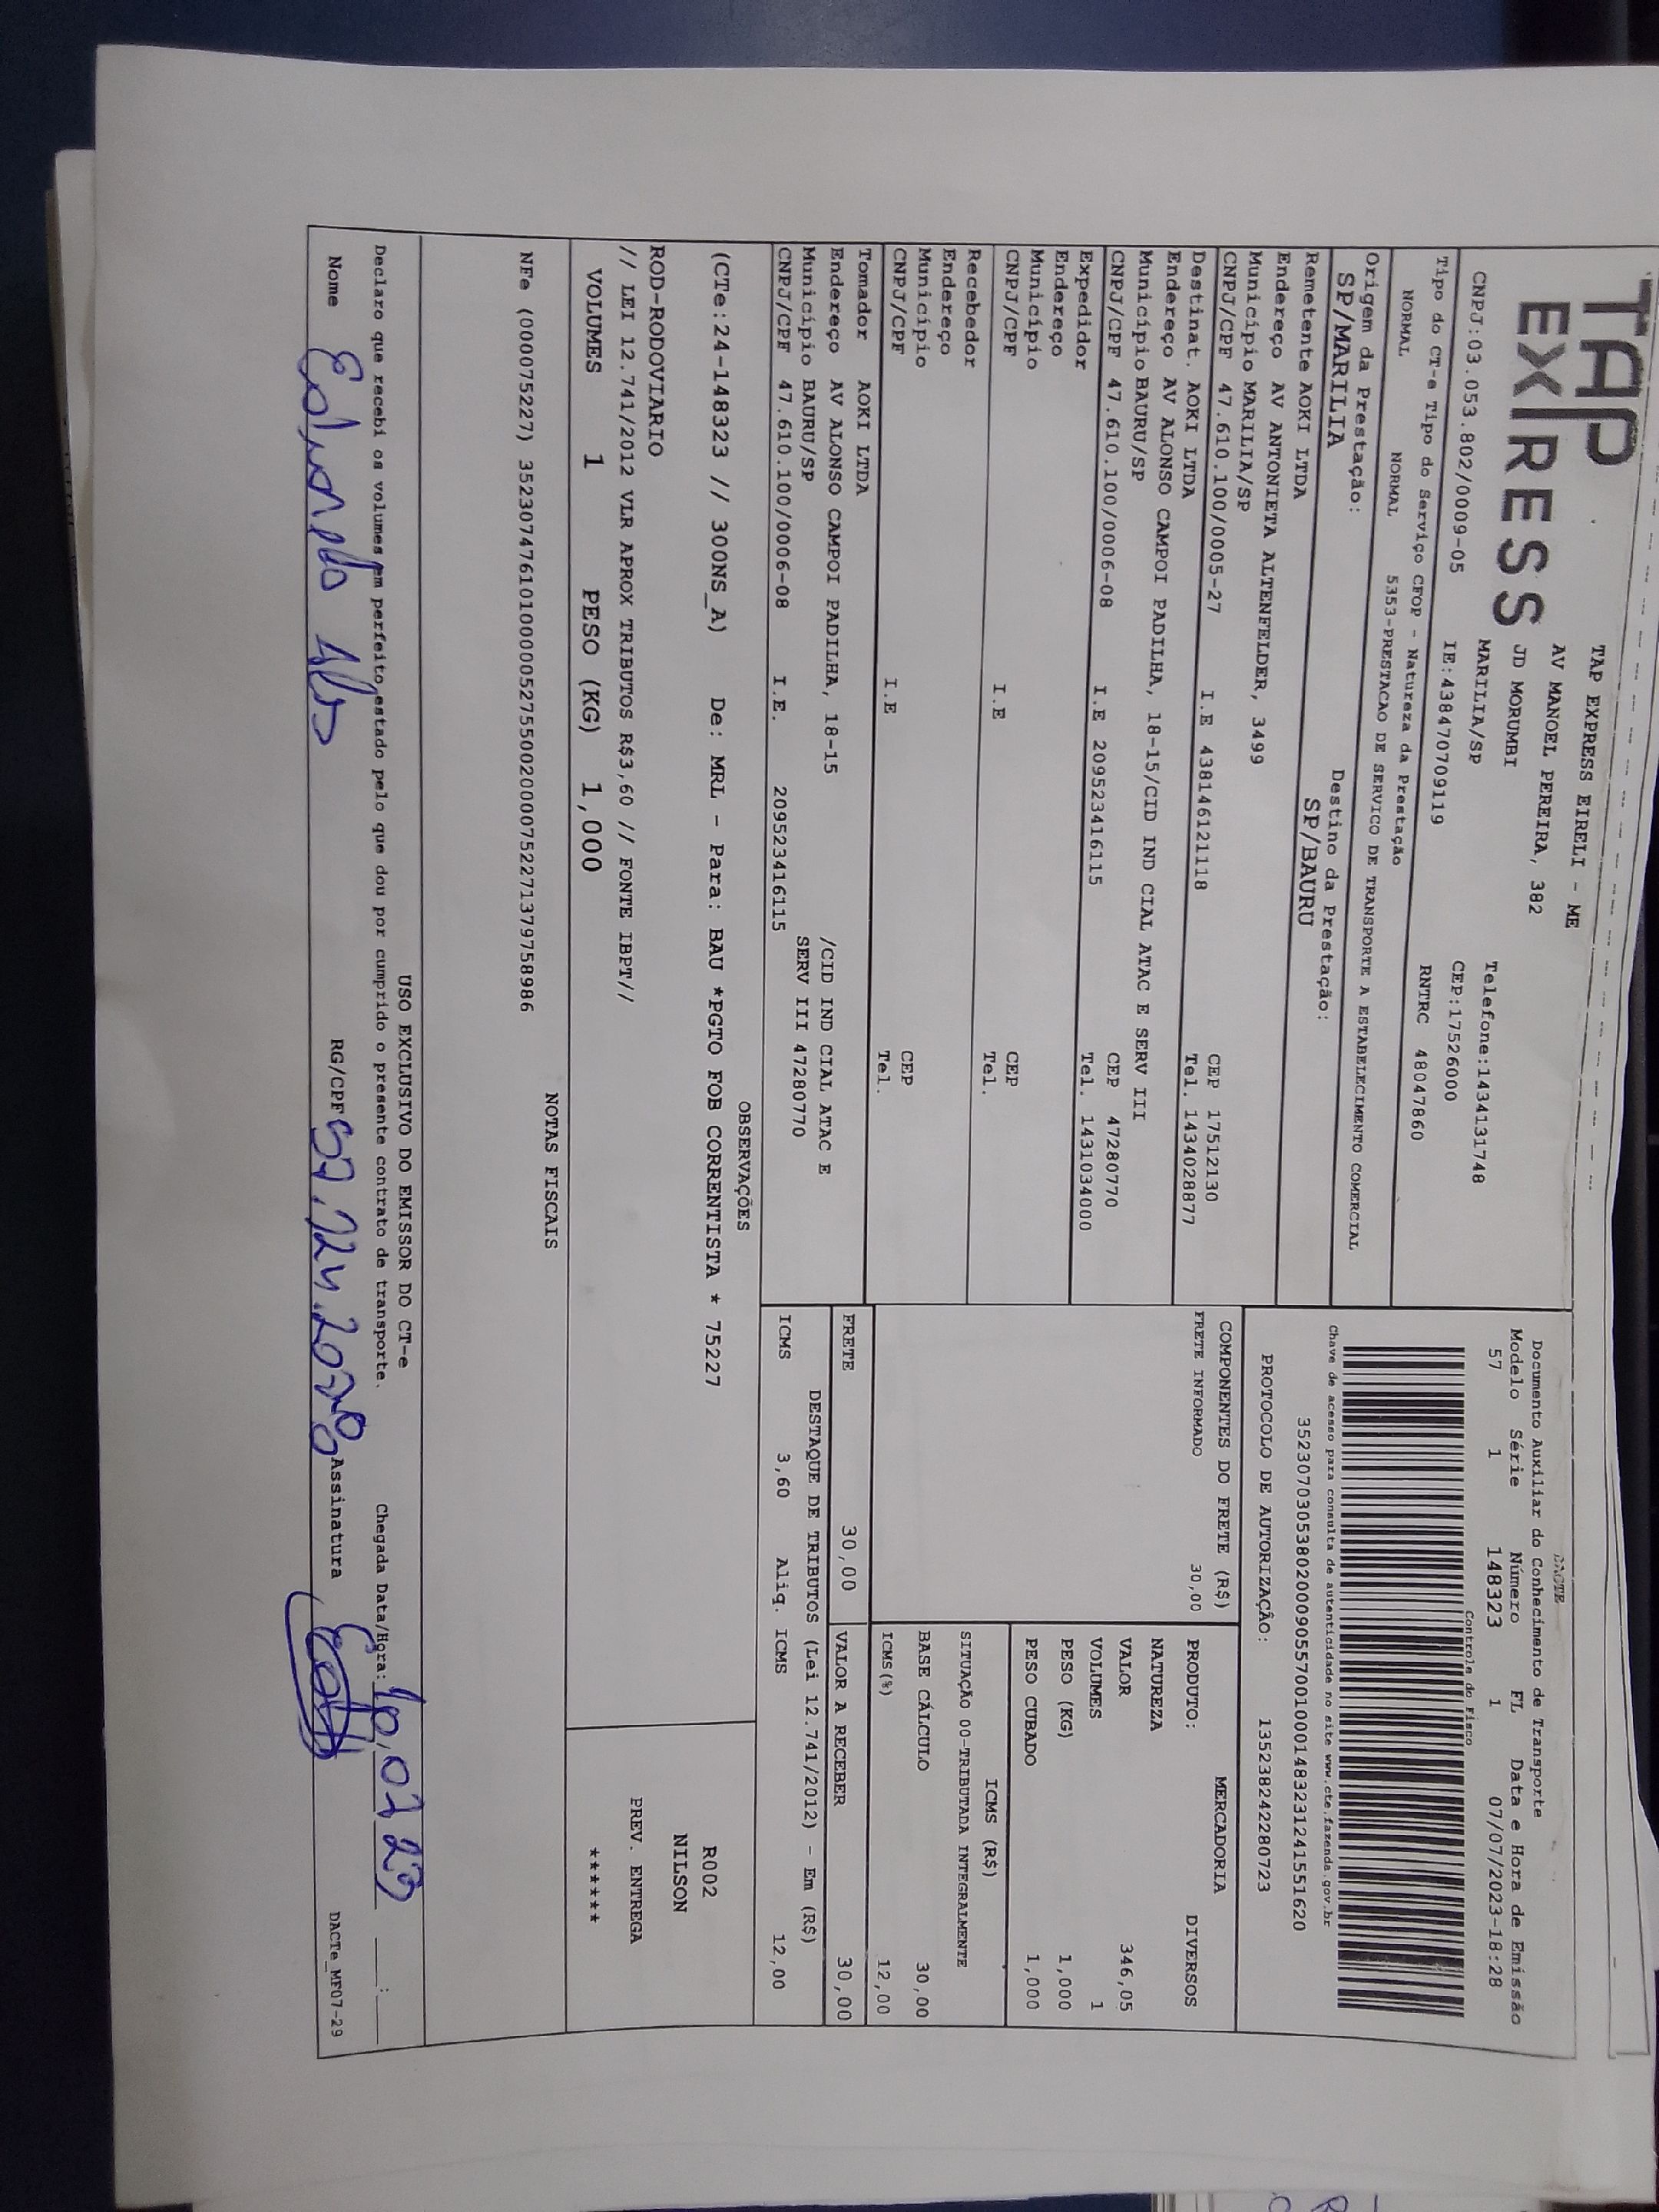 TAP
EXPRESS
TAP EXPRESS EIRELI - ME
AV MANOEL PEREIRA, 382
JD MORUMBI Telefone:1434131748
MARILIA/SP CEP:17526000
CNPJ:03.053.802/0009-05 IE:438470709119 RNTRC 48047860
Tipo do CT-e Tipo do Serviço CFOP - Natureza da Prestação
NORMAL NORMAL 5353-PRESTACAO DE SERVICO DE TRANSPORTE A ESTABELECIMENTO COMERCIAL
Origem da Prestação: Destino da Prestação:
SP/MARILIA SP/BAURU
DACTE
Documento Auxiliar do Conhecimento de Transporte
Modelo Série Número FL Data e Hora de Emissão
57 1 148323 1 07/07/2023-18:28
Controle do Fisco
Chave de acesso para consulta de autenticidade no site www.cte.fazenda.gov.br
35230703053802000905570010001483231241551620
PROTOCOLO DE AUTORIZAÇÃO: 135238242280723
Remetente AOKI LTDA
Endereço AV ANTONIETA ALTENFELDER, 3499
Município MARILIA/SP CEP 17512130
CNPJ/CPF 47.610.100/0005-27 I.E 438146121118 Tel. 1434028877
Destinat. AOKI LTDA
Endereço AV ALONSO CAMPOI PADILHA, 18-15/CID IND CIAL ATAC E SERV III
Município BAURU/SP CEP 47280770
CNPJ/CPF 47.610.100/0006-08 I.E 209523416115 Tel. 1431034000
Expedidor
Endereço
Município CEP
CNPJ/CPF I.E Tel.
Recebedor
Endereço
Município CEP
CNPJ/CPF I.E Tel.
Tomador AOKI LTDA
Endereço AV ALONSO CAMPOI PADILHA, 18-15 /CID IND CIAL ATAC E
Município BAURU/SP SERV III 47280770
CNPJ/CPF 47.610.100/0006-08 I.E. 209523416115
COMPONENTES DO FRETE (R$)
FRETE INFORMADO 30,00
MERCADORIA
PRODUTO: DIVERSOS
NATUREZA
VALOR 346,05
VOLUMES 1
PESO (KG) 1,000
PESO CUBADO 1,000
ICMS (R$)
SITUAÇÃO 00-TRIBUTADA INTEGRALMENTE
BASE CÁLCULO 30,00
ICMS(%) 12,00
FRETE 30,00 VALOR A RECEBER 30,00
DESTAQUE DE TRIBUTOS (Lei 12.741/2012) - Em (R$)
ICMS 3,60 Aliq. ICMS 12,00
OBSERVAÇÕES
(CTe:24-148323 // 300NS_A) De: MRL - Para: BAU *PGTO FOB CORRENTISTA * 75227
ROD-RODOVIARIO
// LEI 12.741/2012 VLR APROX TRIBUTOS R$3,60 // FONTE IBPT//
R002
NILSON
VOLUMES 1 PESO (KG) 1,000
PREV. ENTREGA
******
NOTAS FISCAIS
NFe (000075227) 35230747610100000527550020000752271379758986
USO EXCLUSIVO DO EMISSOR DO CT-e
Declaro que recebi os volumes em perfeito estado pelo que dou por cumprido o presente contrato de transporte. Chegada Data/Hora: 10,07,23 ___:___
Nome RG/CPF Assinatura DACTe_MF07-29